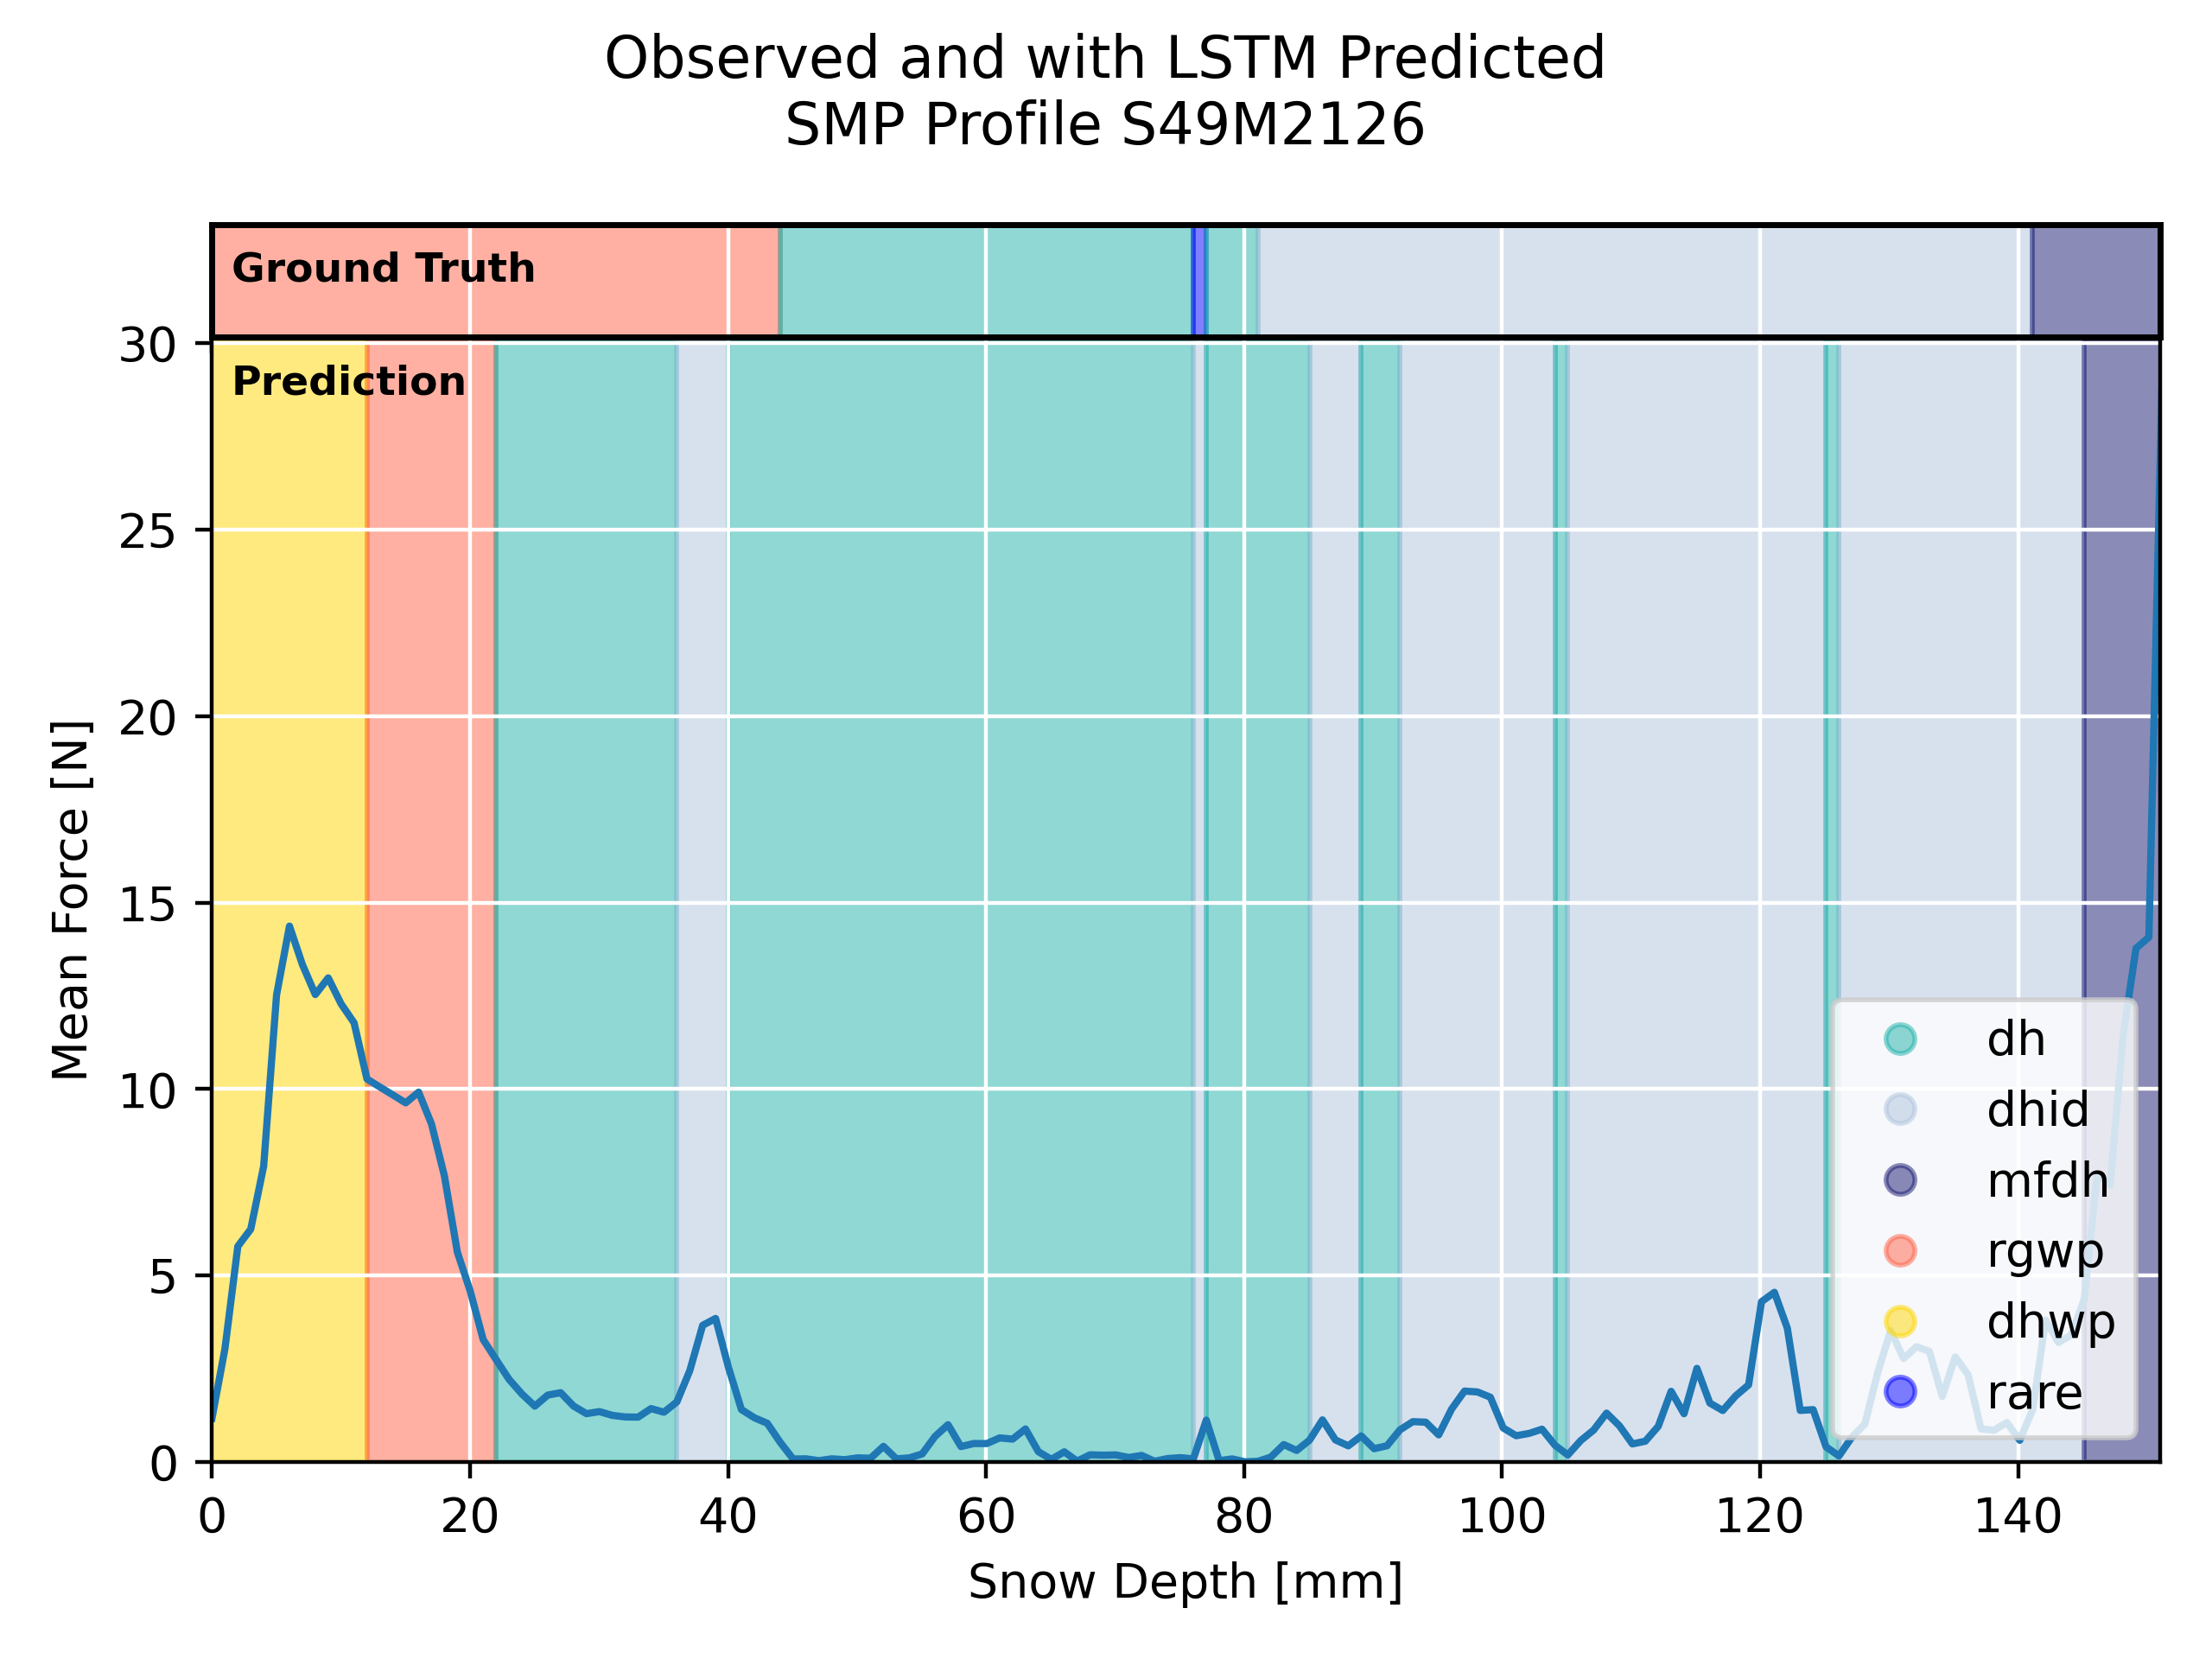 Observed and with LSTM Predicted
SMP Profile S49M2126
Ground Truth
Prediction
30
25
20
15
10
5
0
Mean Force [N]
dh
dhid
mfdh
rgwp
dhwp
rare
0 20 40 60 80 100 120 140
Snow Depth [mm]